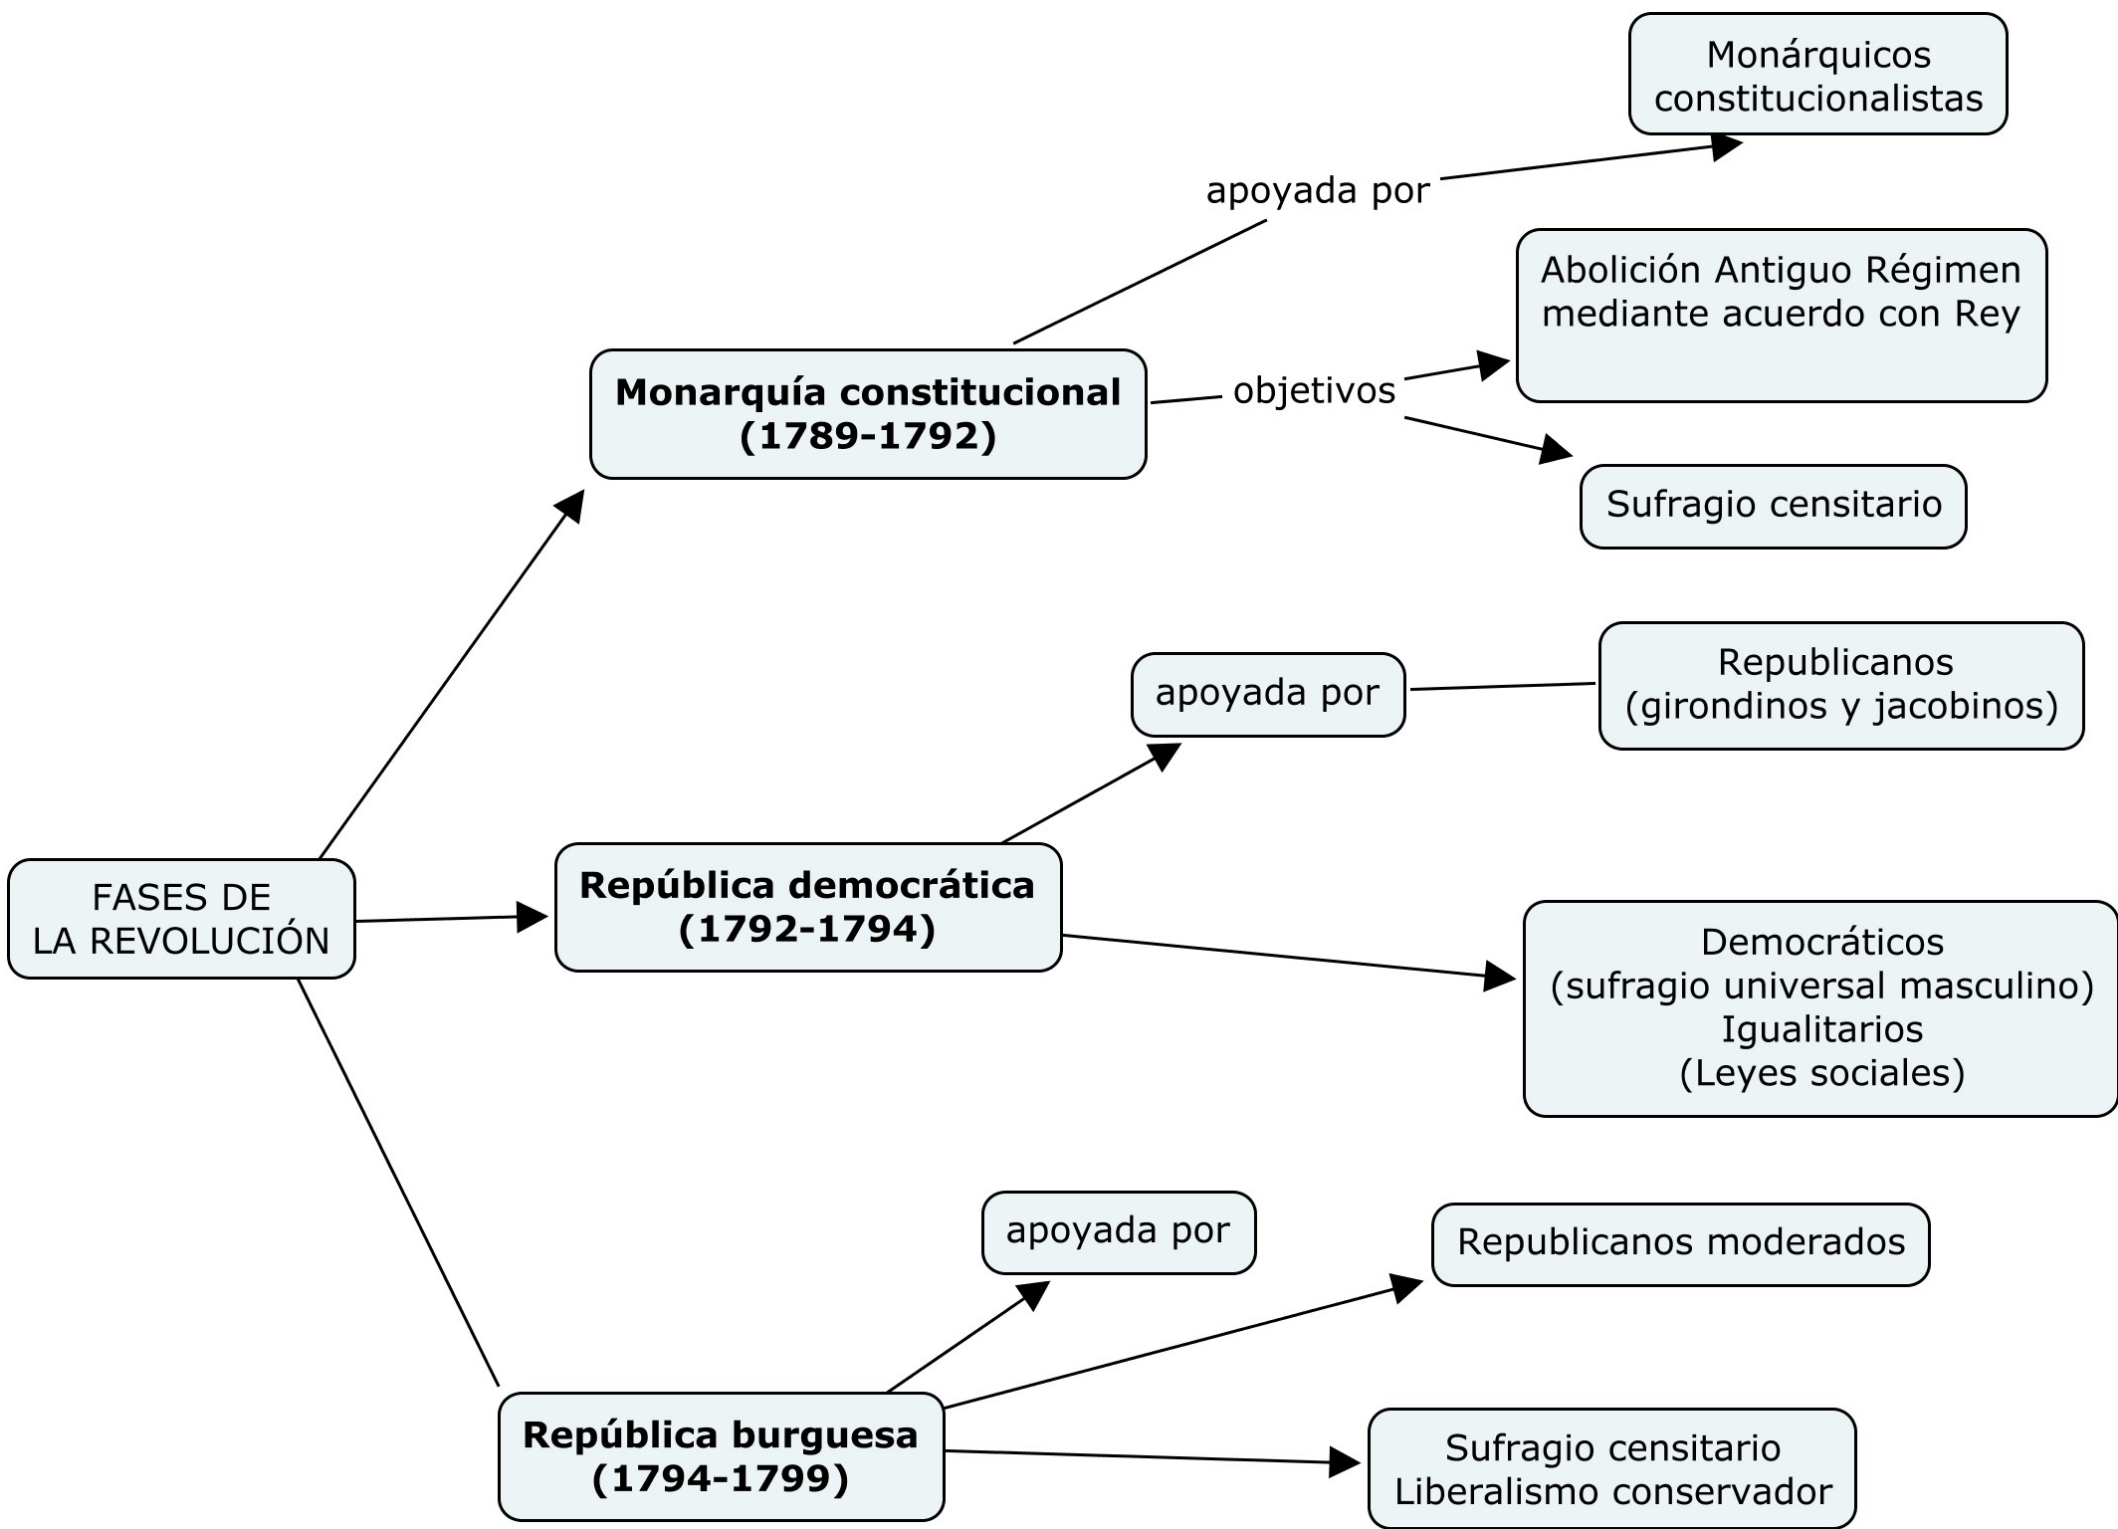 Monárquicos
constitucionalistas
apoyada por
Abolición Antiguo Régimen
mediante acuerdo con Rey
Monarquía constitucional
(1789-1792)
objetivos
Sufragio censitario
apoyada por
Republicanos
(girondinos y jacobinos)
FASES DE
LA REVOLUCIÓN
República democrática
(1792-1794)
Democráticos
(sufragio universal masculino)
Igualitarios
(Leyes sociales)
apoyada por
Republicanos moderados
República burguesa
(1794-1799)
Sufragio censitario
Liberalismo conservador